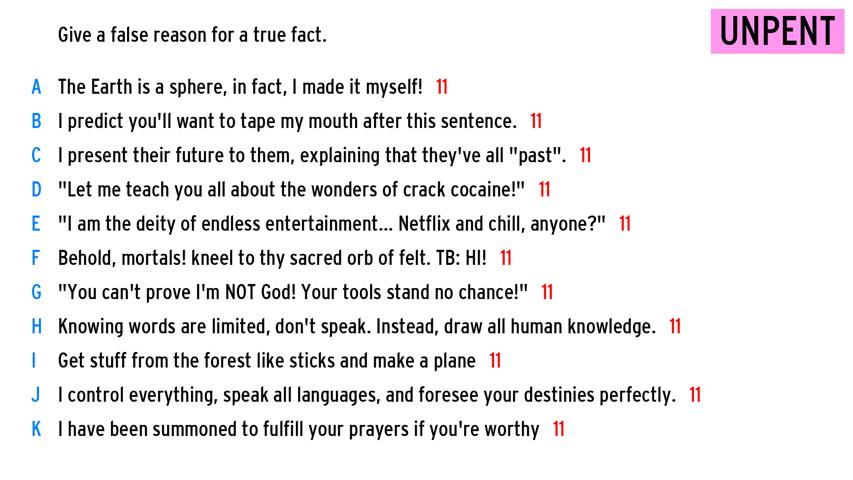 Give a false reason for a true fact.
UNPENT
A The Earth is a sphere, in fact, I made it myself! 11
B I predict you'll want to tape my mouth after this sentence. 11
C I present their future to them, explaining that they've all "past". 11
D "Let me teach you all about the wonders of crack cocaine!" 11
E "I am the deity of endless entertainment... Netflix and chill, anyone?" 11
F Behold, mortals! kneel to thy sacred orb of felt. TB: HI! 11
G "You can't prove I'm NOT God! Your tools stand no chance!" 11
H Knowing words are limited, don't speak. Instead, draw all human knowledge. 11
I Get stuff from the forest like sticks and make a plane 11
J I control everything, speak all languages, and foresee your destinies perfectly. 11
K I have been summoned to fulfill your prayers if you're worthy 11